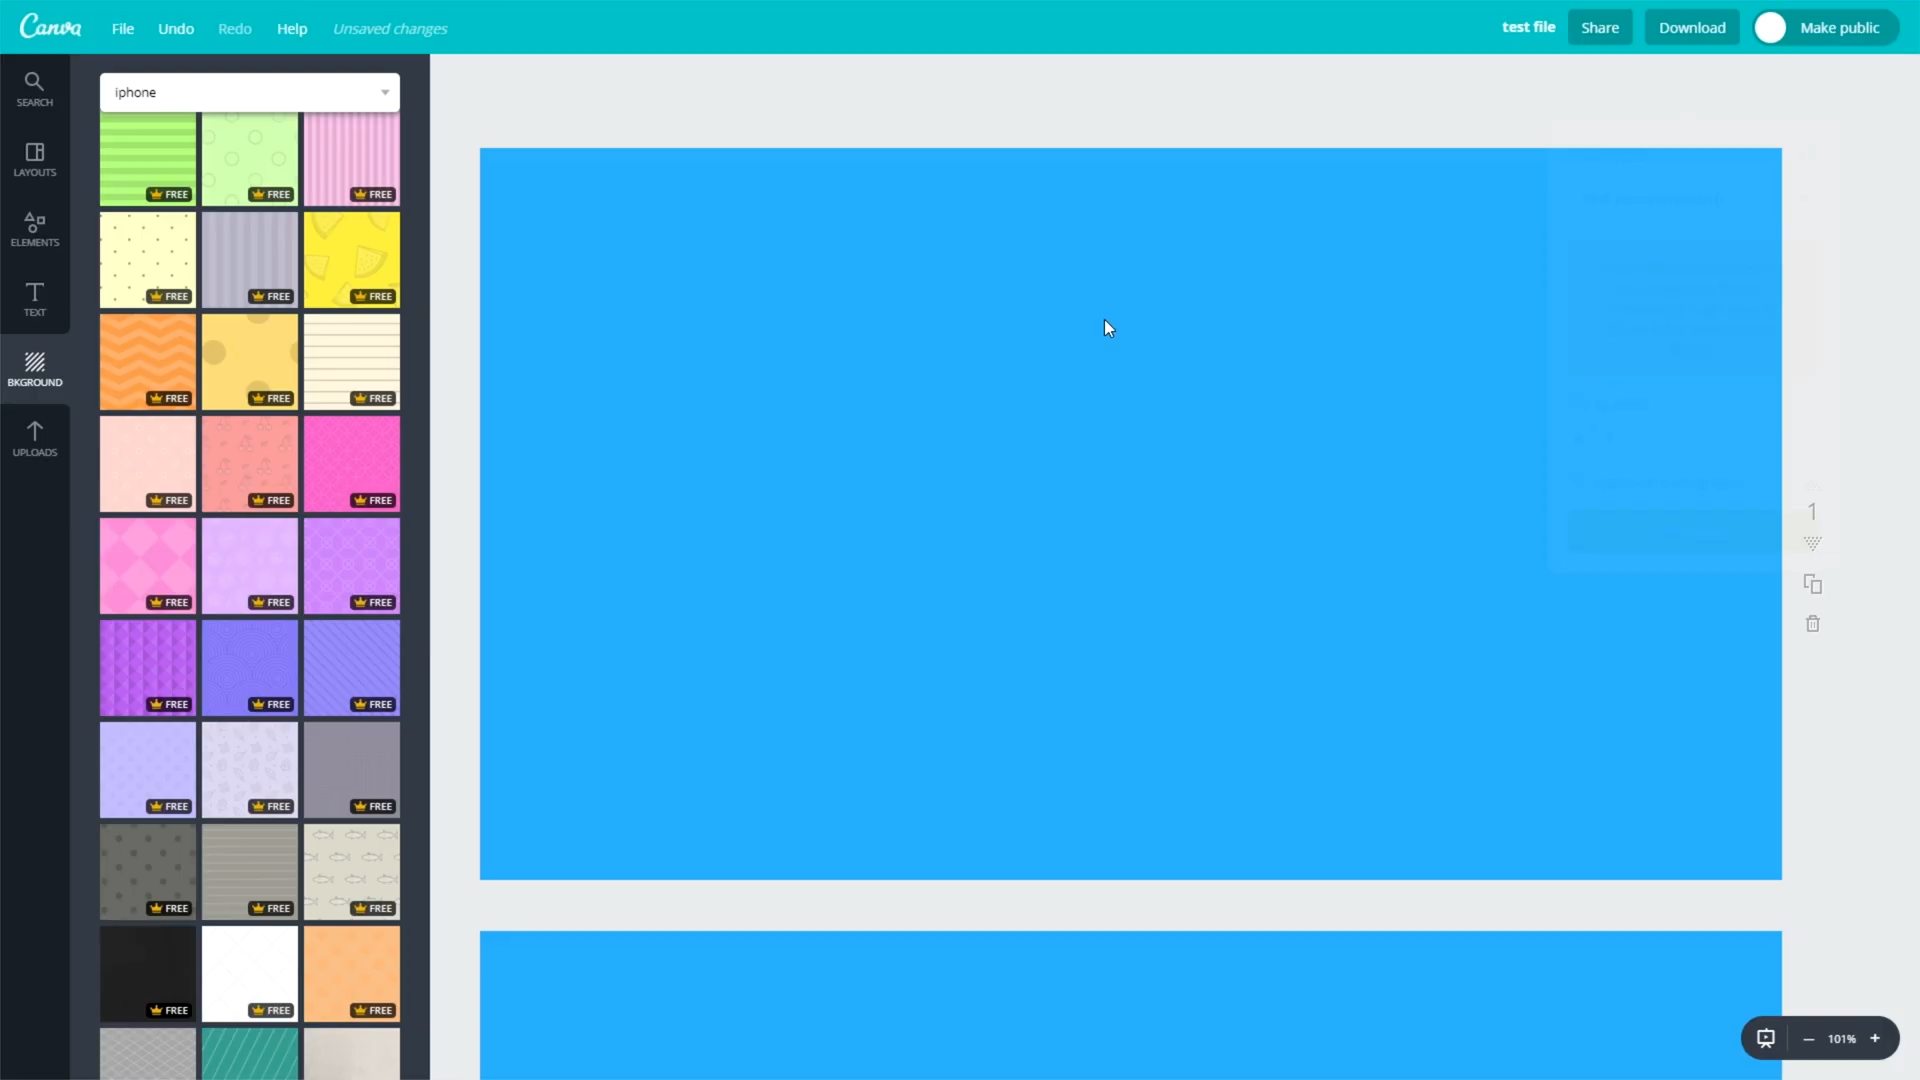 Canva File Undo Redo Help Unsaved changes test file Share Download Make public
SEARCH
LAYOUTS
ELEMENTS
TEXT
BKGROUND
UPLOADS
iphone
FREE FREE FREE
FREE FREE FREE
FREE FREE FREE
FREE FREE FREE
FREE FREE FREE
FREE FREE FREE
FREE FREE FREE
FREE FREE FREE
FREE FREE FREE
1
101%